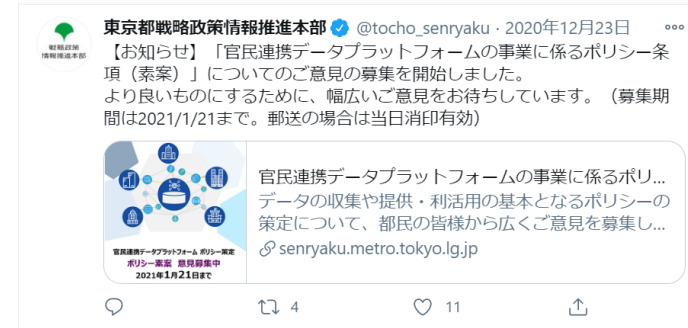 東京都戦略政策情報推進本部 @tocho_senryaku · 2020年12月23日
戦略政策
情報推進本部
【お知らせ】「官民連携データプラットフォームの事業に係るポリシー条
項（素案）」についてのご意見の募集を開始しました。
より良いものにするために、幅広いご意見をお待ちしています。（募集期
間は2021/1/21まで。郵送の場合は当日消印有効）
官民連携データプラットフォーム ポリシー策定
ポリシー素案 意見募集中
2021年1月21日まで
官民連携データプラットフォームの事業に係るポリ...
データの収集や提供・利活用の基本となるポリシーの
策定について、都民の皆様から広くご意見を募集し...
senryaku.metro.tokyo.lg.jp
4
11